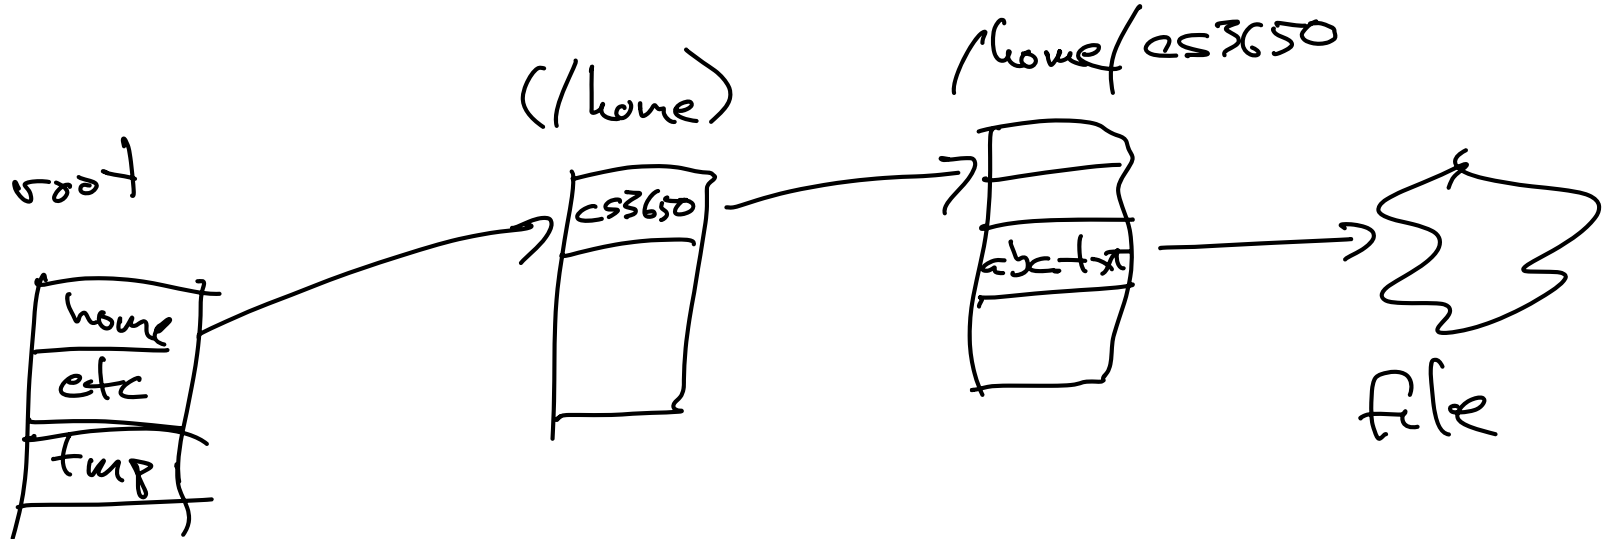 root
home
etc
tmp
(/home)
cs3650
/home/cs3650
abc.txt
file